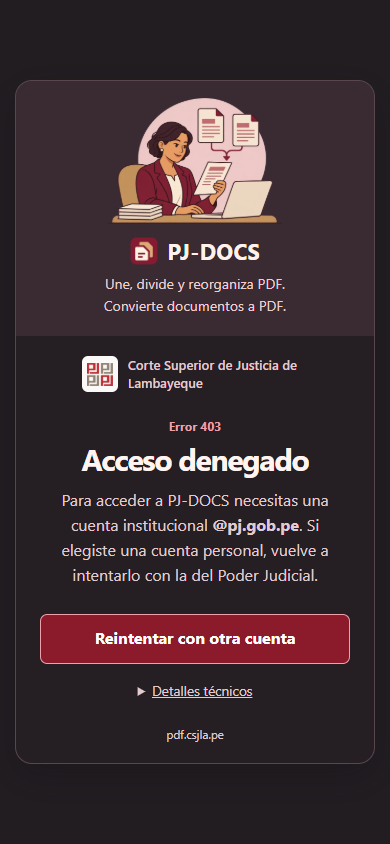 PJ-DOCS
Une, divide y reorganiza PDF.
Convierte documentos a PDF.
Corte Superior de Justicia de
Lambayeque
Error 403
Acceso denegado
Para acceder a PJ-DOCS necesitas una
cuenta institucional @pj.gob.pe. Si
elegiste una cuenta personal, vuelve a
intentarlo con la del Poder Judicial.
Reintentar con otra cuenta
Detalles técnicos
pdf.csjla.pe